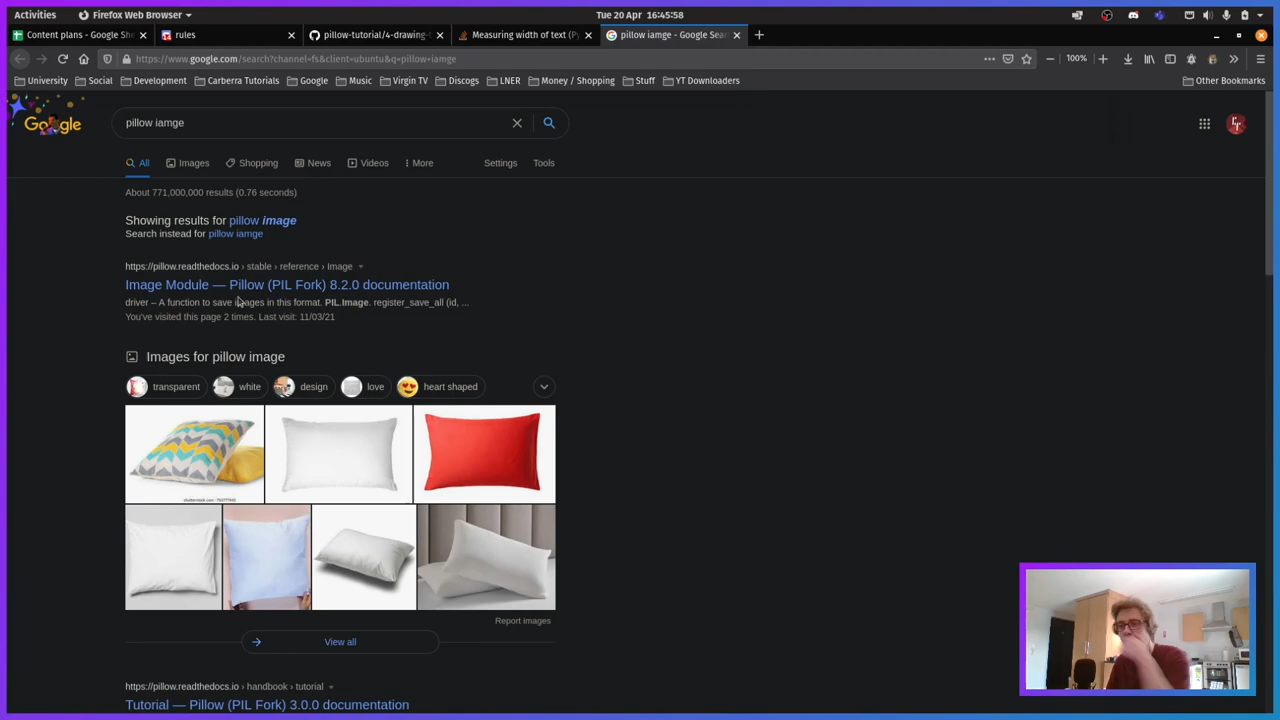 Activities
Firefox Web Browser
Tue 20 Apr 16:45:58
Content plans - Google She
rules
pillow-tutorial/4-drawing-t
Measuring width of text (Py
pillow iamge - Google Sear
https://www.google.com/search?channel=fs&client=ubuntu&q=pillow+iamge
100%
University
Social
Development
Carberra Tutorials
Google
Music
Virgin TV
Discogs
LNER
Money / Shopping
Stuff
YT Downloaders
Other Bookmarks
Google
pillow iamge
All
Images
Shopping
News
Videos
More
Settings
Tools
About 771,000,000 results (0.76 seconds)
Showing results for pillow image
Search instead for pillow iamge
https://pillow.readthedocs.io › stable › reference › Image
Image Module — Pillow (PIL Fork) 8.2.0 documentation
driver – A function to save images in this format. PIL.Image. register_save_all (id, ...
You've visited this page 2 times. Last visit: 11/03/21
Images for pillow image
transparent
white
design
love
heart shaped
Report images
View all
https://pillow.readthedocs.io › handbook › tutorial
Tutorial — Pillow (PIL Fork) 3.0.0 documentation